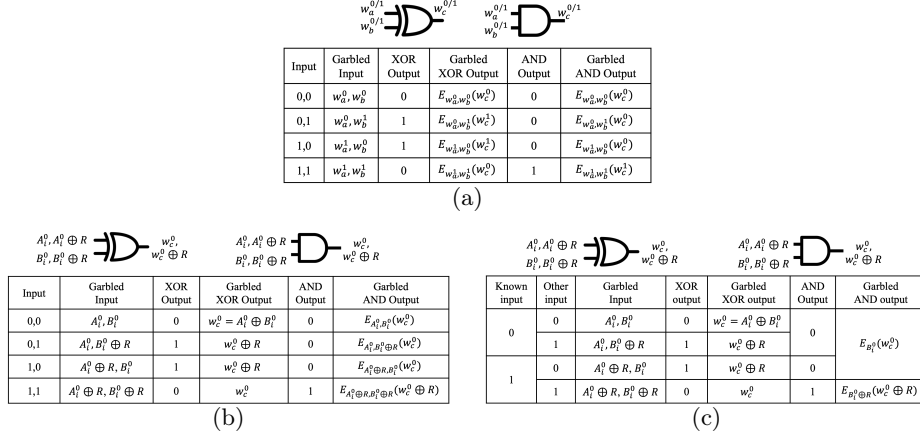 w_a^{0/1} w_b^{0/1} w_c^{0/1} w_a^{0/1} w_b^{0/1} w_c^{0/1}
Input | Garbled Input | XOR Output | Garbled XOR Output | AND Output | Garbled AND Output
0,0 | w_a^0, w_b^0 | 0 | E_{w_a^0,w_b^0}(w_c^0) | 0 | E_{w_a^0,w_b^0}(w_c^0)
0,1 | w_a^0, w_b^1 | 1 | E_{w_a^0,w_b^1}(w_c^1) | 0 | E_{w_a^0,w_b^1}(w_c^0)
1,0 | w_a^1, w_b^0 | 1 | E_{w_a^1,w_b^0}(w_c^1) | 0 | E_{w_a^1,w_b^0}(w_c^0)
1,1 | w_a^1, w_b^1 | 0 | E_{w_a^1,w_b^1}(w_c^0) | 1 | E_{w_a^1,w_b^1}(w_c^1)
(a)
A_i^0, A_i^0 ⊕ R w_c^0, A_i^0, A_i^0 ⊕ R w_c^0,
B_i^0, B_i^0 ⊕ R w_c^0 ⊕ R B_i^0, B_i^0 ⊕ R w_c^0 ⊕ R
Input | Garbled Input | XOR Output | Garbled XOR Output | AND Output | Garbled AND Output
0,0 | A_i^0, B_i^0 | 0 | w_c^0 = A_i^0 ⊕ B_i^0 | 0 | E_{A_i^0,B_i^0}(w_c^0)
0,1 | A_i^0, B_i^0 ⊕ R | 1 | w_c^0 ⊕ R | 0 | E_{A_i^0,B_i^0⊕R}(w_c^0)
1,0 | A_i^0 ⊕ R, B_i^0 | 1 | w_c^0 ⊕ R | 0 | E_{A_i^0⊕R,B_i^0}(w_c^0)
1,1 | A_i^0 ⊕ R, B_i^0 ⊕ R | 0 | w_c^0 | 1 | E_{A_i^0⊕R,B_i^0⊕R}(w_c^0 ⊕ R)
(b)
A_i^0, A_i^0 ⊕ R w_c^0, A_i^0, A_i^0 ⊕ R w_c^0,
B_i^0, B_i^0 ⊕ R w_c^0 ⊕ R B_i^0, B_i^0 ⊕ R w_c^0 ⊕ R
Known input | Other input | Garbled Input | XOR output | Garbled XOR output | AND Output | Garbled AND output
0 | 0 | A_i^0, B_i^0 | 0 | w_c^0 = A_i^0 ⊕ B_i^0 | 0 | E_{B_i^0}(w_c^0)
1 | A_i^0, B_i^0 ⊕ R | 1 | w_c^0 ⊕ R
1 | 0 | A_i^0 ⊕ R, B_i^0 | 1 | w_c^0 ⊕ R | 0
1 | A_i^0 ⊕ R, B_i^0 ⊕ R | 0 | w_c^0 | 1 | E_{B_i^0⊕R}(w_c^0 ⊕ R)
(c)